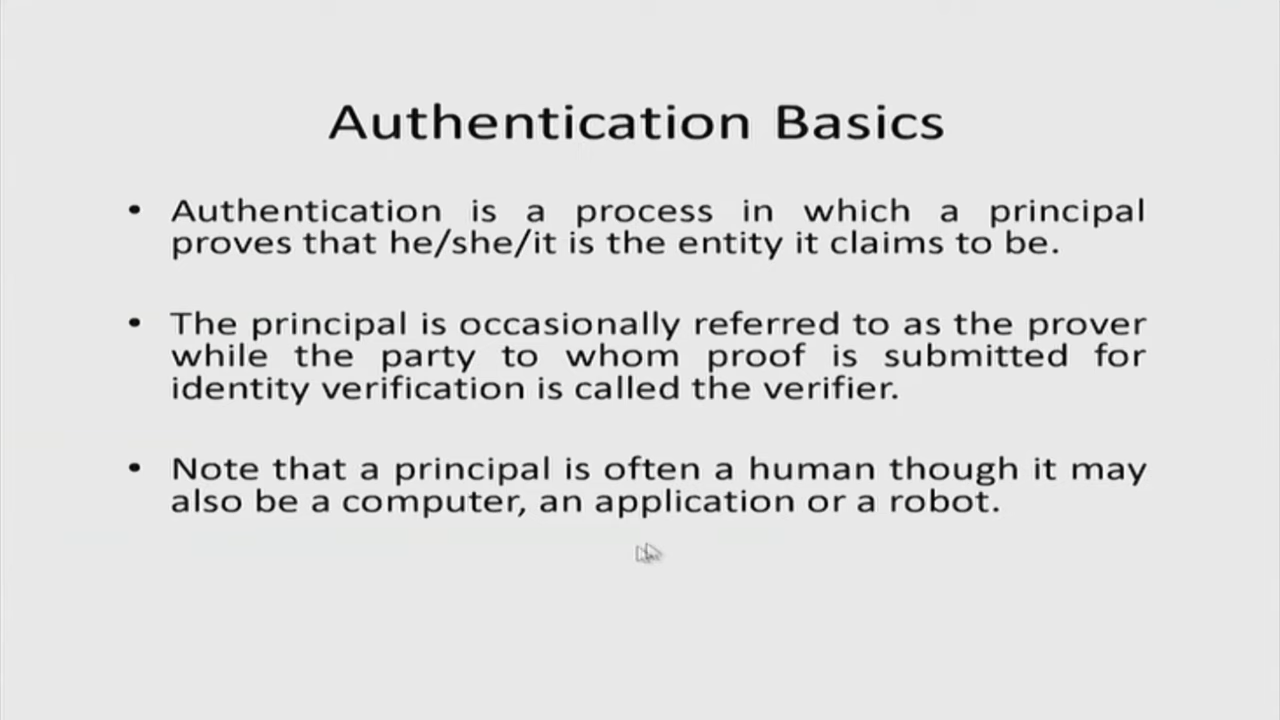 Authentication Basics
• Authentication is a process in which a principal
proves that he/she/it is the entity it claims to be.
• The principal is occasionally referred to as the prover
while the party to whom proof is submitted for
identity verification is called the verifier.
• Note that a principal is often a human though it may
also be a computer, an application or a robot.